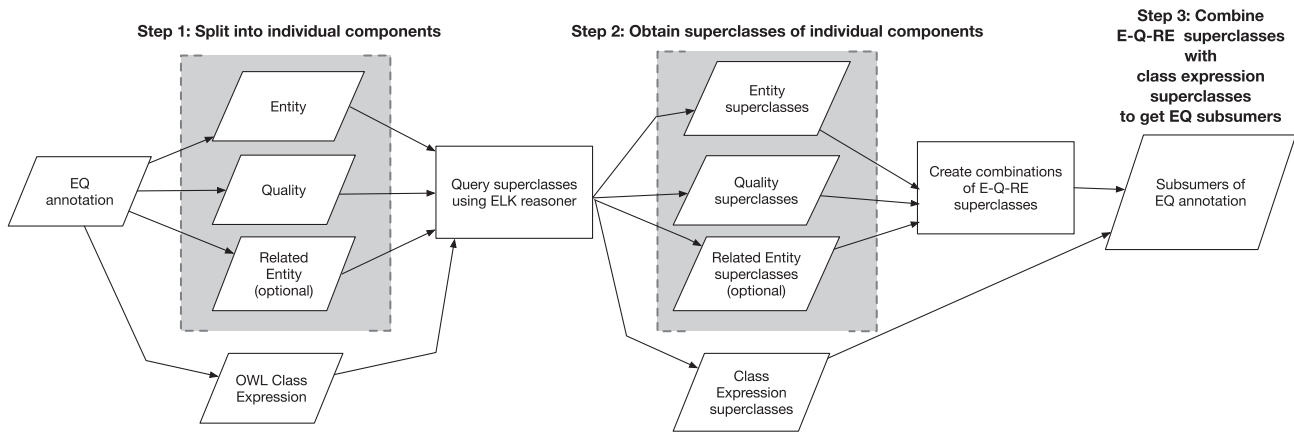 Step 1: Split into individual components
Entity
EQ
annotation
Quality
Related
Entity
(optional)
OWL Class
Expression
Query superclasses
using ELK reasoner
Step 2: Obtain superclasses of individual components
Entity
superclasses
Quality
superclasses
Related Entity
superclasses
(optional)
Class
Expression
superclasses
Create combinations
of E-Q-RE
superclasses
Step 3: Combine
E-Q-RE superclasses
with
class expression
superclasses
to get EQ subsumers
Subsumers of
EQ annotation